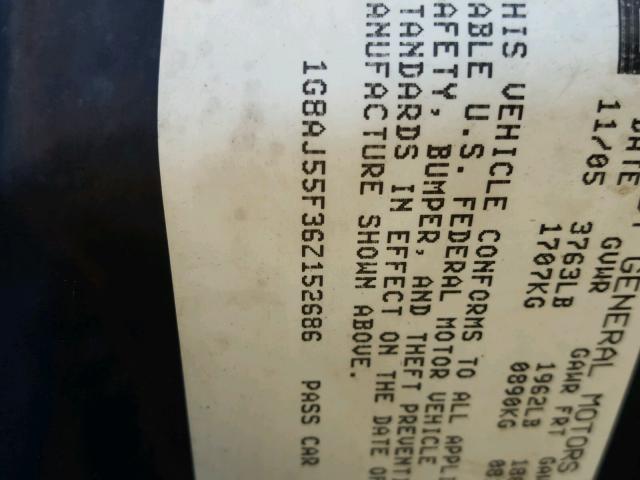 DATE GENERAL MOTORS
11/05 GVWR GAWR FRT
3763LB 1962LB
1707KG 0890KG
HIS VEHICLE CONFORMS TO ALL APPLI
ABLE U.S. FEDERAL MOTOR VEHICLE
AFETY, BUMPER, AND THEFT PREVENTI
TANDARDS IN EFFECT ON THE DATE OF
ANUFACTURE SHOWN ABOVE.
1G8AJ55F36Z152686 PASS CAR